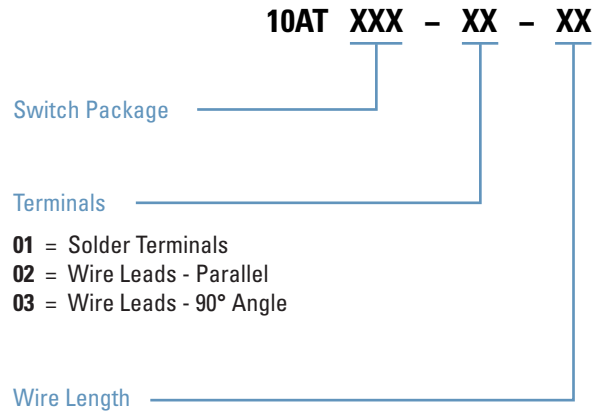 10AT XXX – XX – XX
Switch Package
Terminals
01 = Solder Terminals
02 = Wire Leads - Parallel
03 = Wire Leads - 90° Angle
Wire Length